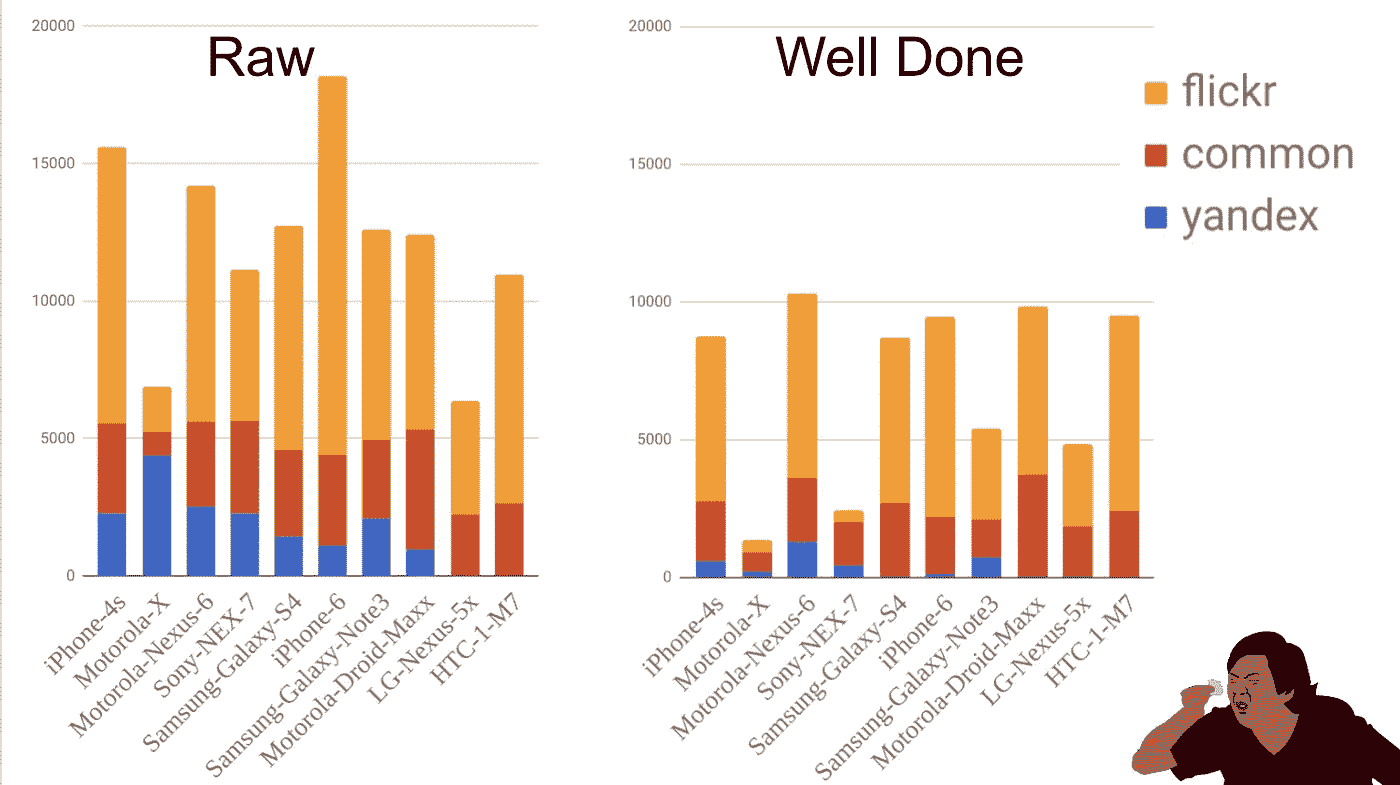 Raw
20000
15000
10000
5000
0
iPhone-4s
Motorola-X
Motorola-Nexus-6
Sony-NEX-7
Samsung-Galaxy-S4
iPhone-6
Samsung-Galaxy-Note3
Motorola-Droid-Maxx
LG-Nexus-5x
HTC-1-M7
Well Done
20000
15000
10000
5000
0
iPhone-4s
Motorola-X
Motorola-Nexus-6
Sony-NEX-7
Samsung-Galaxy-S4
iPhone-6
Samsung-Galaxy-Note3
Motorola-Droid-Maxx
LG-Nexus-5x
HTC-1-M7
flickr
common
yandex